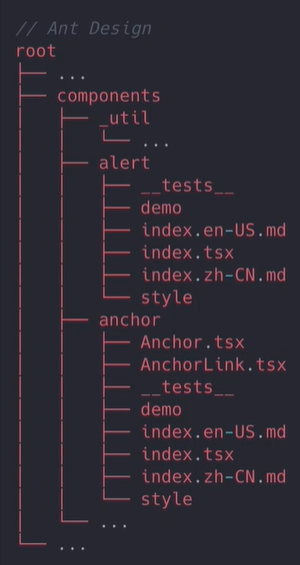 // Ant Design
root
├── ...
├── components
│   ├── _util
│   │   └── ...
│   ├── alert
│   │   ├── __tests__
│   │   ├── demo
│   │   ├── index.en-US.md
│   │   ├── index.tsx
│   │   ├── index.zh-CN.md
│   │   └── style
│   ├── anchor
│   │   ├── Anchor.tsx
│   │   ├── AnchorLink.tsx
│   │   ├── __tests__
│   │   ├── demo
│   │   ├── index.en-US.md
│   │   ├── index.tsx
│   │   ├── index.zh-CN.md
│   │   └── style
│   └── ...
└── ...